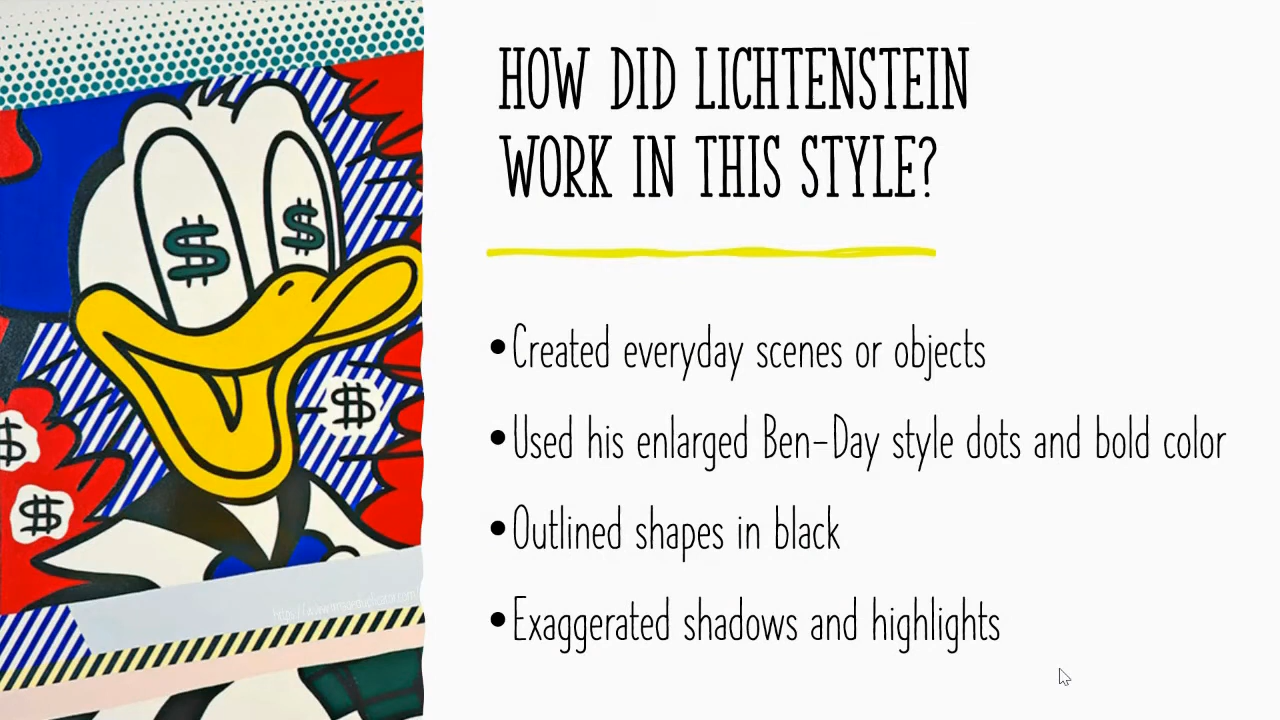 HOW DID LICHTENSTEIN
WORK IN THIS STYLE?
•Created everyday scenes or objects
•Used his enlarged Ben-Day style dots and bold color
•Outlined shapes in black
•Exaggerated shadows and highlights
$ $
$
$
$